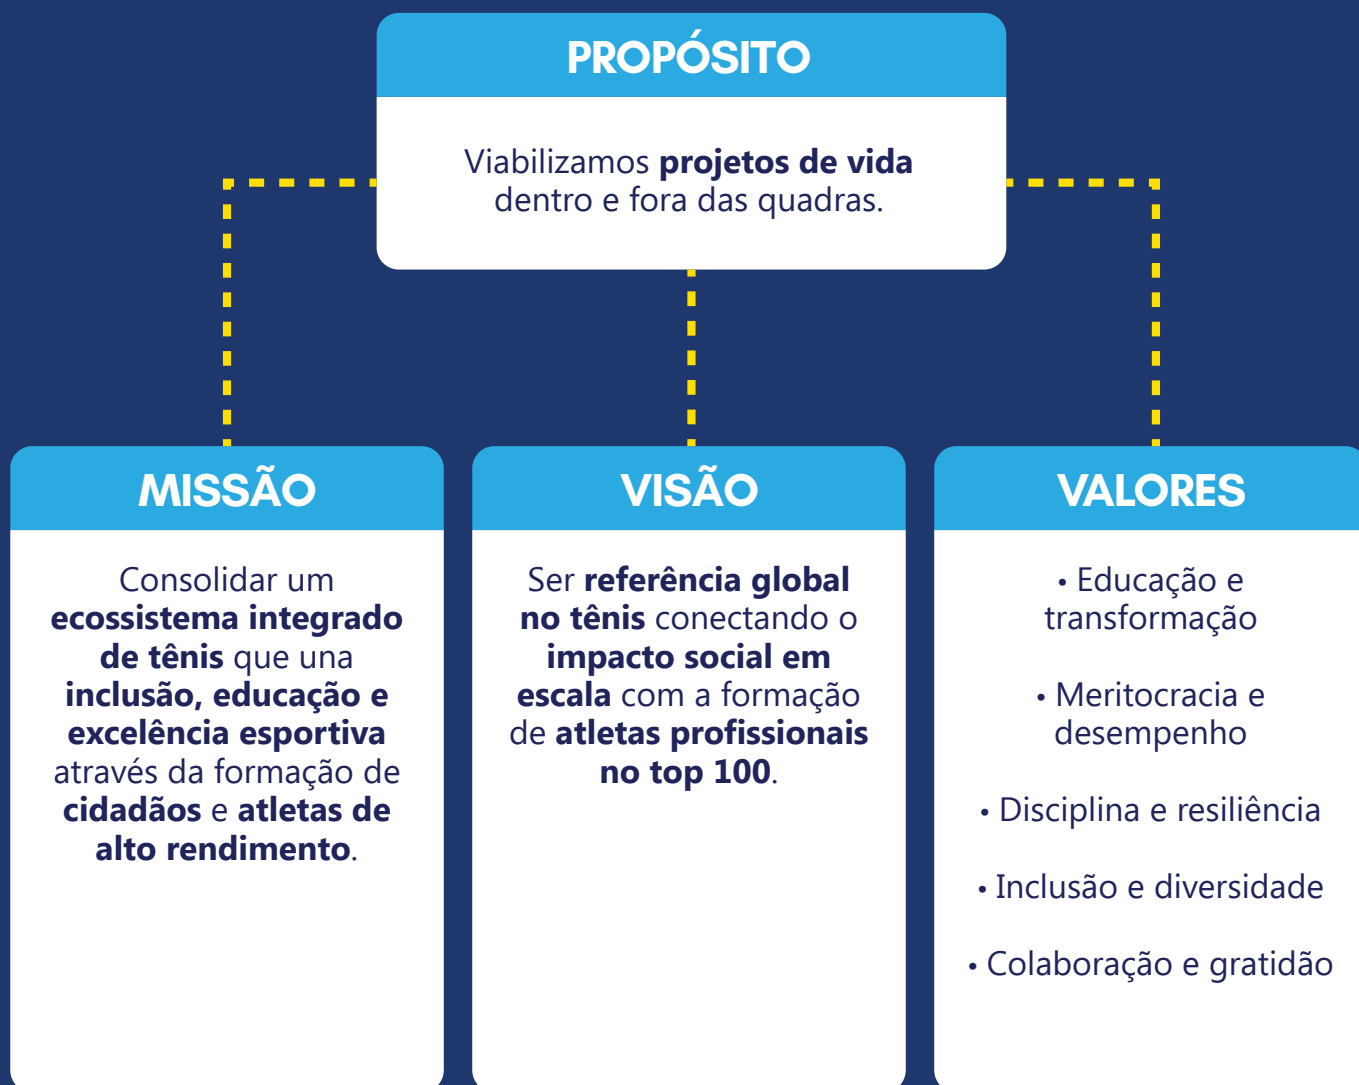 PROPÓSITO
Viabilizamos projetos de vida
dentro e fora das quadras.
MISSÃO
Consolidar um
ecossistema integrado
de tênis que una
inclusão, educação e
excelência esportiva
através da formação de
cidadãos e atletas de
alto rendimento.
VISÃO
Ser referência global
no tênis conectando o
impacto social em
escala com a formação
de atletas profissionais
no top 100.
VALORES
• Educação e
transformação
• Meritocracia e
desempenho
• Disciplina e resiliência
• Inclusão e diversidade
• Colaboração e gratidão